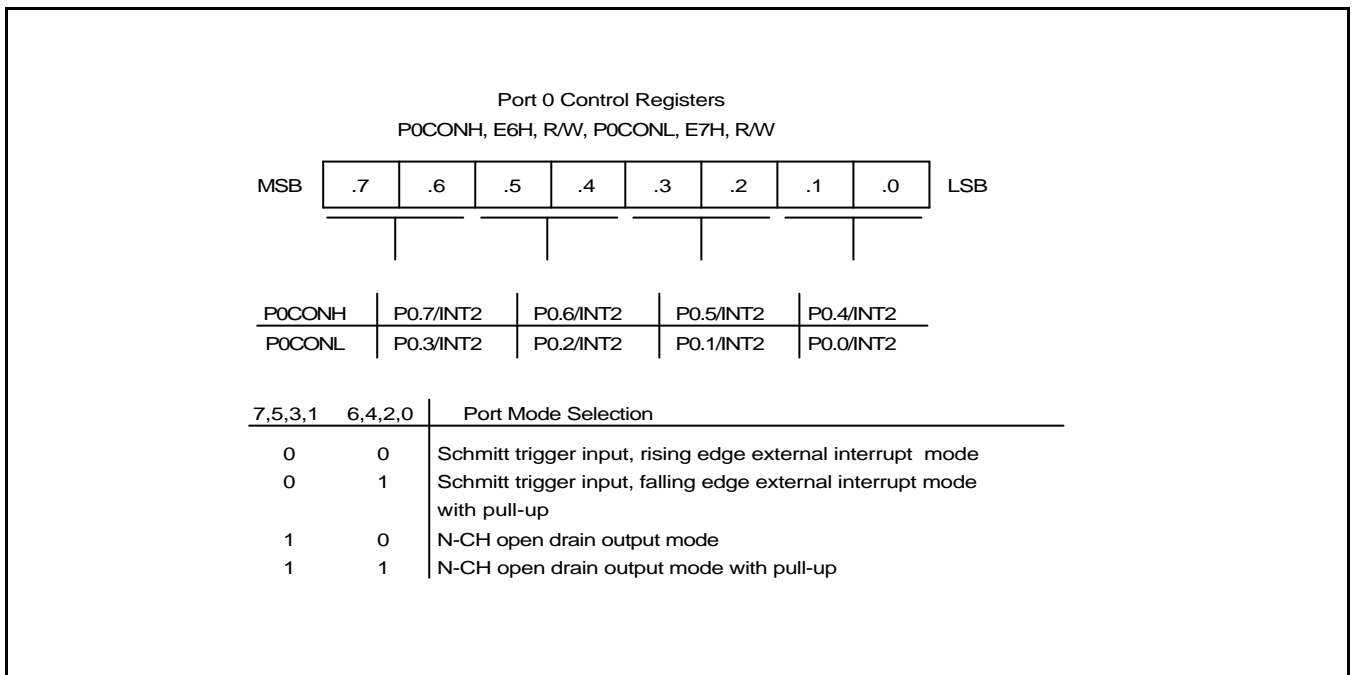 Port 0 Control Registers
P0CONH, E6H, R/W, P0CONL, E7H, R/W
MSB .7 .6 .5 .4 .3 .2 .1 .0 LSB
P0CONH P0.7/INT2 P0.6/INT2 P0.5/INT2 P0.4/INT2
P0CONL P0.3/INT2 P0.2/INT2 P0.1/INT2 P0.0/INT2
7,5,3,1 6,4,2,0 Port Mode Selection
0 0 Schmitt trigger input, rising edge external interrupt mode
0 1 Schmitt trigger input, falling edge external interrupt mode
with pull-up
1 0 N-CH open drain output mode
1 1 N-CH open drain output mode with pull-up